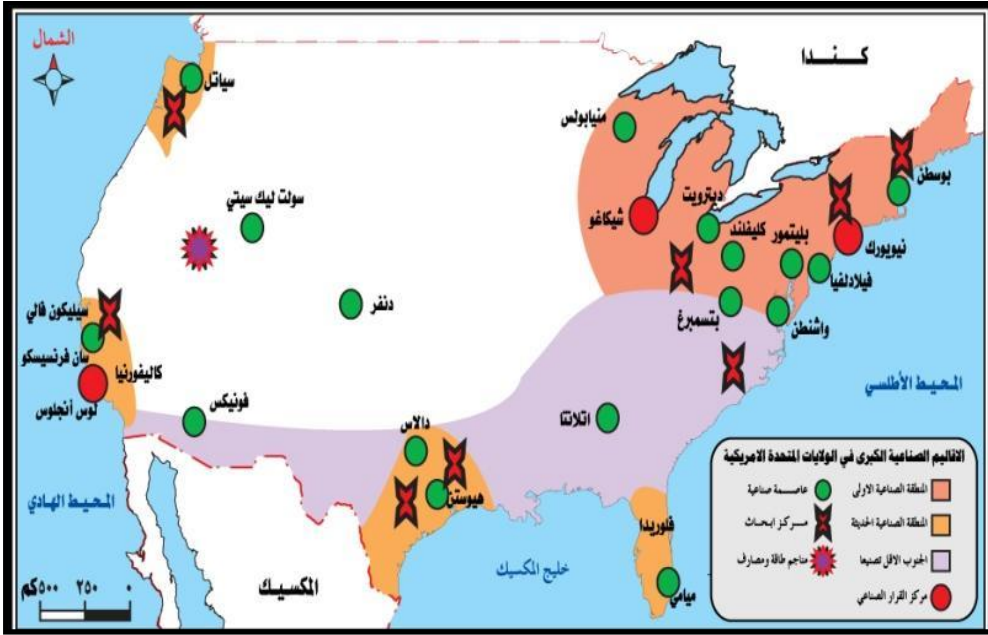 الشمال
كــنــدا
سياتل
منيابولس
بوسطن
سولت ليك سيتي
ديترويت
شيكاغو
كليفلند
بليتمور
نيويورك
فيلادلفيا
دنفر
سيليكون فالي
بتسمبرغ
واشنطن
سان فرنسيسكو
كاليفورنيا
لوس أنجلوس
المحيط الأطلسي
فونيكس
دالاس
اتلانتا
هيوستن
المحيط الهادي
فلوريدا
خليج المكسيك
المكسيك
ميامي
الاقاليم الصناعية الكبرى في الولايات المتحدة الامريكية
المنطقة الصناعية الاولى
عاصمة صناعية
المنطقة الصناعية الحديثة
مركز ابحاث
الجنوب الاقل تصنيعا
مناجم طاقة ومصارف
مركز القرار الصناعي
٠ ٢٥٠ ٥٠٠كم